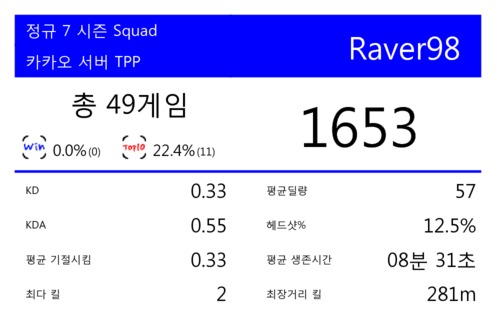 정규 7 시즌 Squad
카카오 서버 TPP
Raver98
총 49게임
Win 0.0%(0) TOP10 22.4%(11)
1653
KD 0.33
KDA 0.55
평균 기절시킴 0.33
최다 킬 2
평균딜량 57
헤드샷% 12.5%
평균 생존시간 08분 31초
최장거리 킬 281m